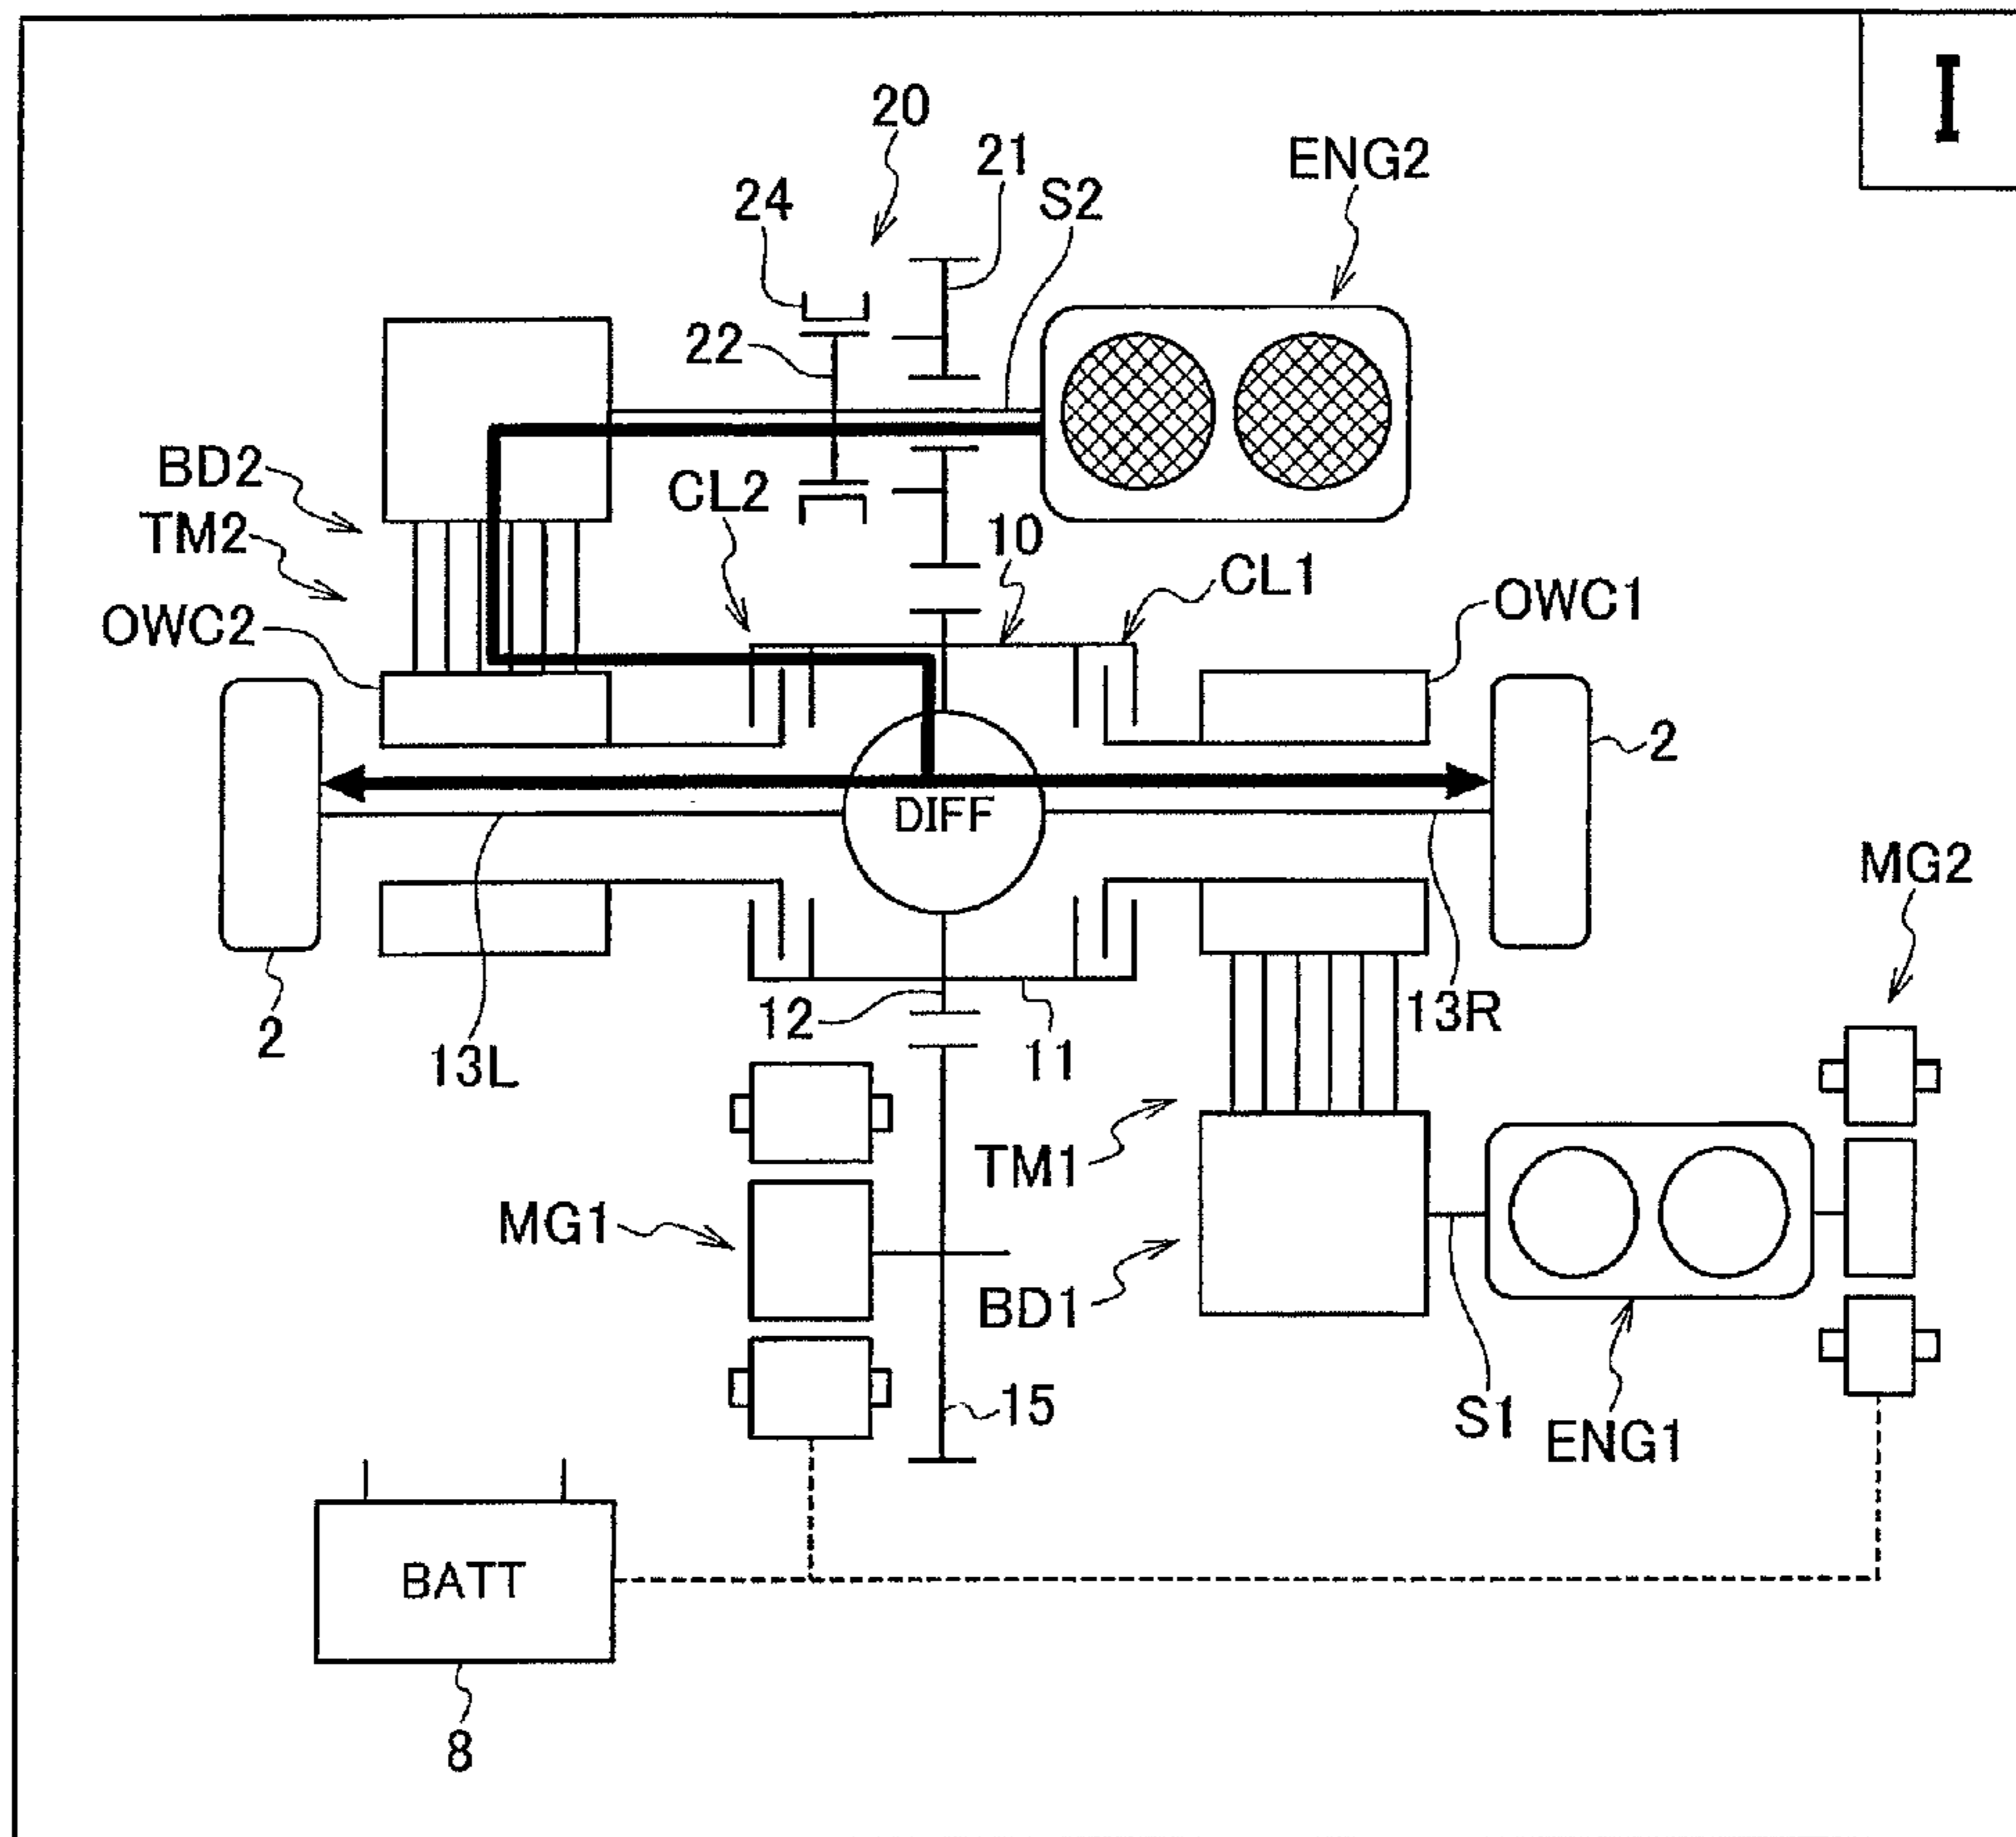 I
20
21
ENG2
24
S2
22
BD2
CL2
TM2
10
CL1
OWC2
OWC1
2
DIFF
MG2
12
13R
2
13L
11
TM1
MG1
BD1
15
S1
ENG1
BATT
8